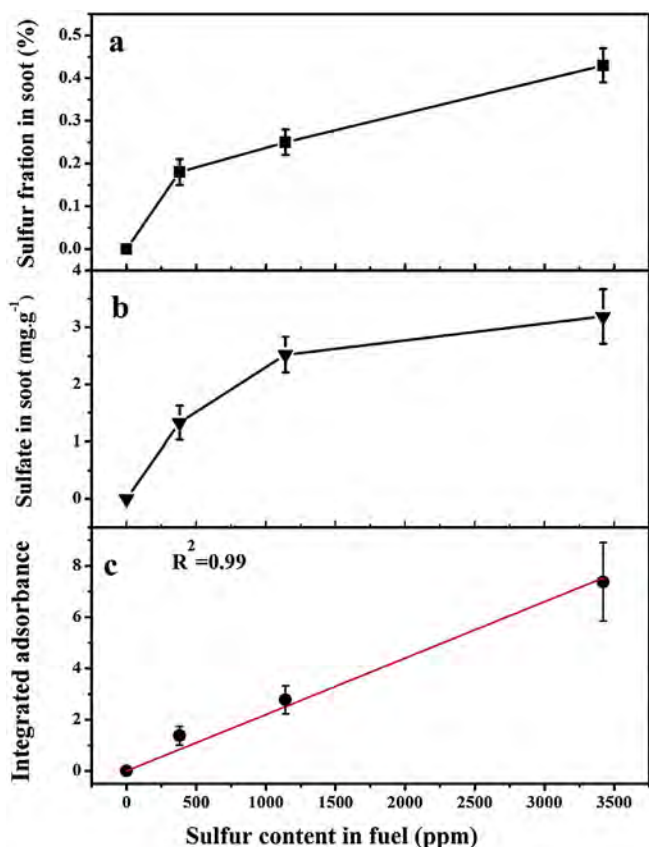 a
Sulfur fration in soot (%)
0.5
0.4
0.3
0.2
0.1
0.0
b
Sulfate in soot (mg.g⁻¹)
4
3
2
1
0
c
R²=0.99
Integrated adsorbance
8
6
4
2
0
0 500 1000 1500 2000 2500 3000 3500
Sulfur content in fuel (ppm)